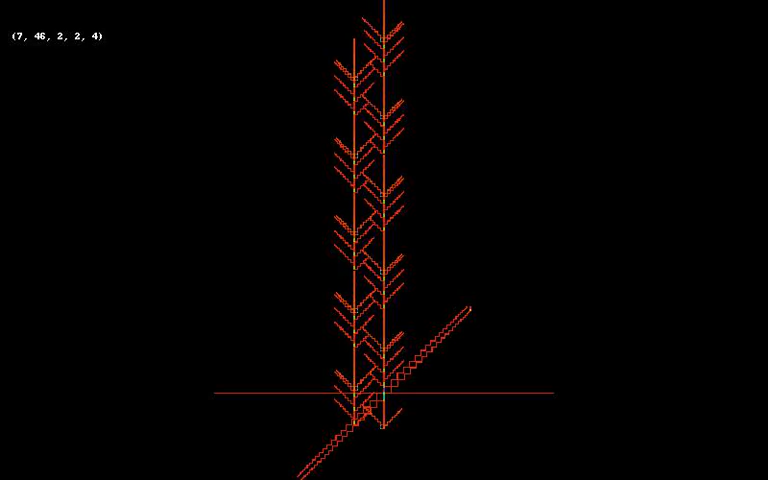 (7, 46, 2, 2, 4)